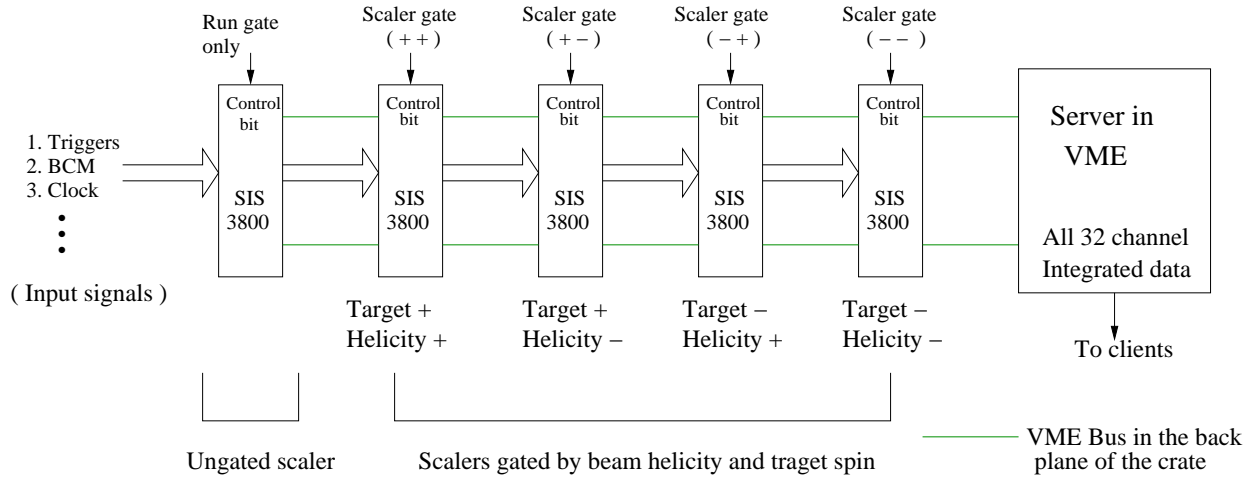 Run gate
only
Scaler gate
( + + )
Scaler gate
( + − )
Scaler gate
( − + )
Scaler gate
( − − )
Control
bit
SIS
3800
Control
bit
SIS
3800
Control
bit
SIS
3800
Control
bit
SIS
3800
Control
bit
SIS
3800
1. Triggers
2. BCM
3. Clock
( Input signals )
Server in
VME
All 32 channel
Integrated data
To clients
Target +
Helicity +
Target +
Helicity −
Target −
Helicity +
Target −
Helicity −
Ungated scaler
Scalers gated by beam helicity and traget spin
VME Bus in the back
plane of the crate